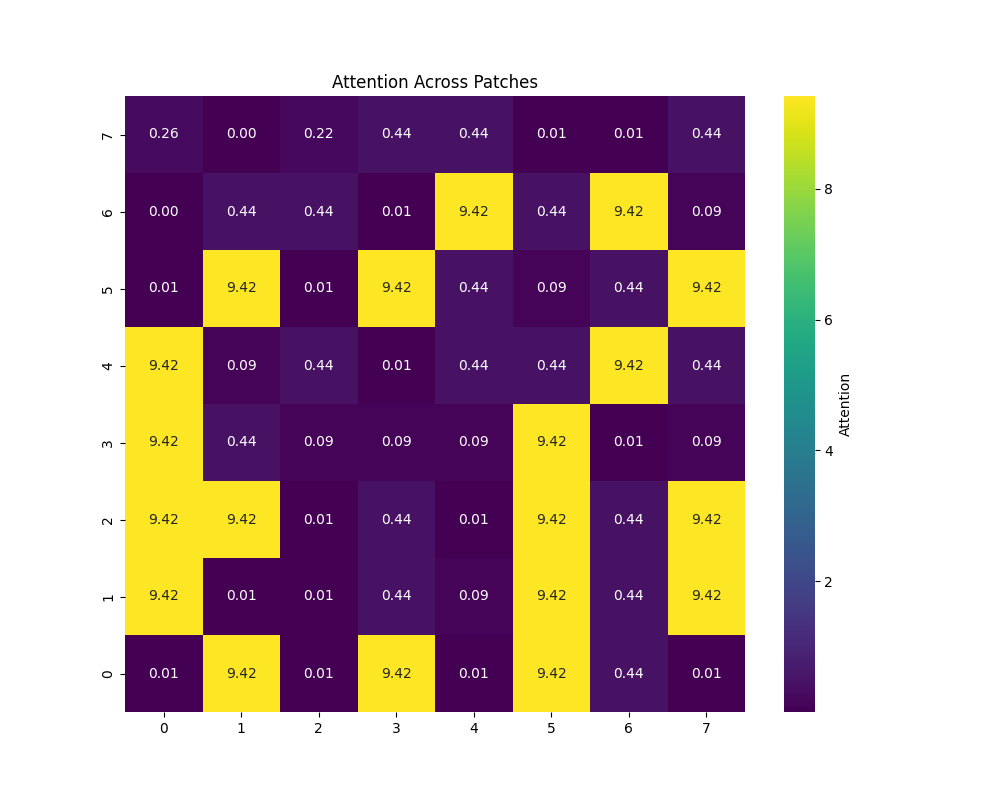 Attention Across Patches
7 0.26 0.00 0.22 0.44 0.44 0.01 0.01 0.44
6 0.00 0.44 0.44 0.01 9.42 0.44 9.42 0.09
5 0.01 9.42 0.01 9.42 0.44 0.09 0.44 9.42
4 9.42 0.09 0.44 0.01 0.44 0.44 9.42 0.44
3 9.42 0.44 0.09 0.09 0.09 9.42 0.01 0.09
2 9.42 9.42 0.01 0.44 0.01 9.42 0.44 9.42
1 9.42 0.01 0.01 0.44 0.09 9.42 0.44 9.42
0 0.01 9.42 0.01 9.42 0.01 9.42 0.44 0.01
0 1 2 3 4 5 6 7
8
6
4
2
Attention